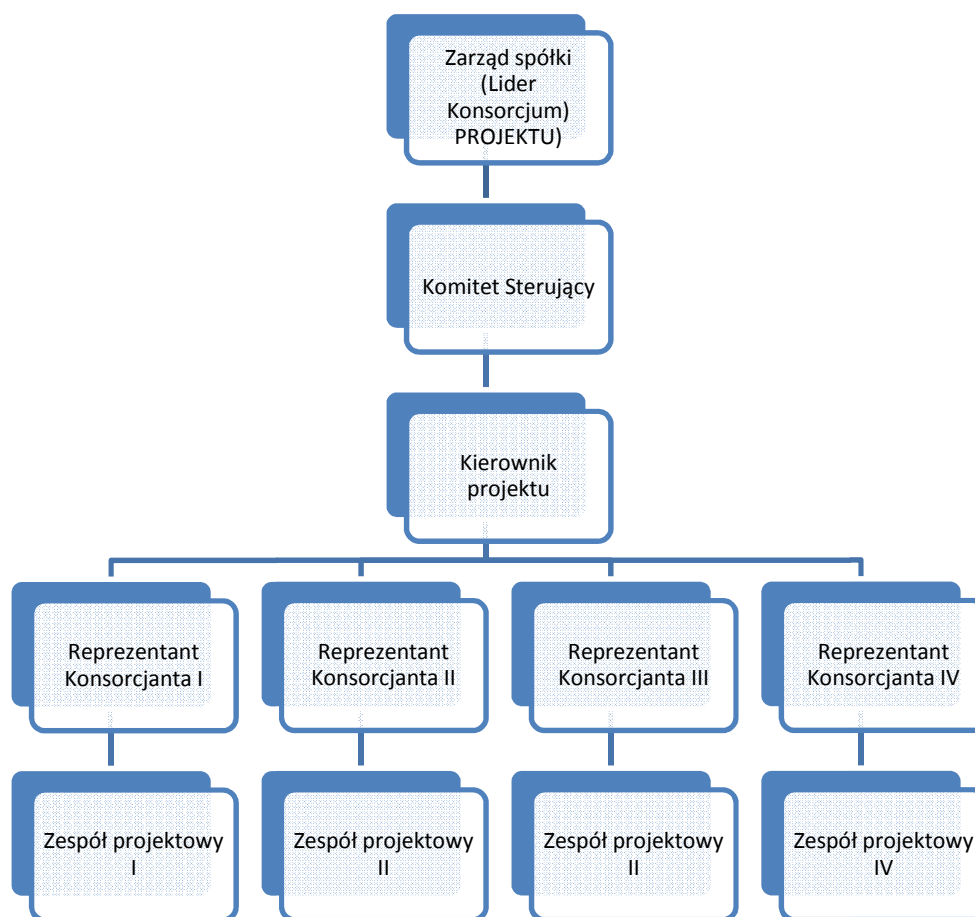 Zarząd spółki
(Lider
Konsorcjum)
PROJEKTU)
Komitet Sterujący
Kierownik
projektu
Reprezentant
Konsorcjanta I
Reprezentant
Konsorcjanta II
Reprezentant
Konsorcjanta III
Reprezentant
Konsorcjanta IV
Zespół projektowy
I
Zespół projektowy
II
Zespół projektowy
II
Zespół projektowy
IV